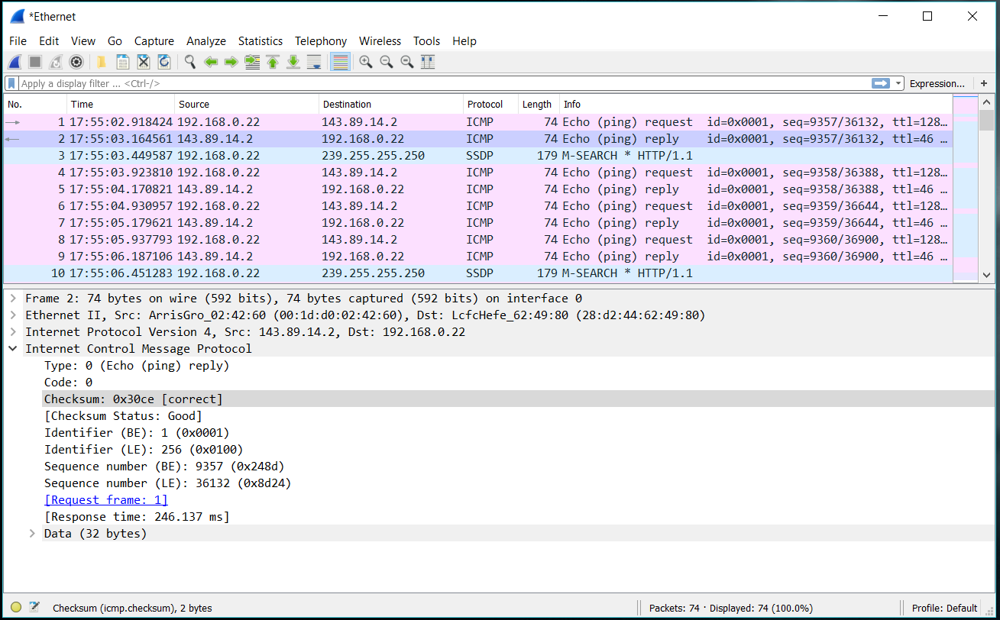 *Ethernet
File Edit View Go Capture Analyze Statistics Telephony Wireless Tools Help
Apply a display filter ... <Ctrl-/> Expression... +
No. Time Source Destination Protocol Length Info
1 17:55:02.918424 192.168.0.22 143.89.14.2 ICMP 74 Echo (ping) request id=0x0001, seq=9357/36132, ttl=128…
2 17:55:03.164561 143.89.14.2 192.168.0.22 ICMP 74 Echo (ping) reply id=0x0001, seq=9357/36132, ttl=46 …
3 17:55:03.449587 192.168.0.22 239.255.255.250 SSDP 179 M-SEARCH * HTTP/1.1
4 17:55:03.923810 192.168.0.22 143.89.14.2 ICMP 74 Echo (ping) request id=0x0001, seq=9358/36388, ttl=128…
5 17:55:04.170821 143.89.14.2 192.168.0.22 ICMP 74 Echo (ping) reply id=0x0001, seq=9358/36388, ttl=46 …
6 17:55:04.930957 192.168.0.22 143.89.14.2 ICMP 74 Echo (ping) request id=0x0001, seq=9359/36644, ttl=128…
7 17:55:05.179621 143.89.14.2 192.168.0.22 ICMP 74 Echo (ping) reply id=0x0001, seq=9359/36644, ttl=46 …
8 17:55:05.937793 192.168.0.22 143.89.14.2 ICMP 74 Echo (ping) request id=0x0001, seq=9360/36900, ttl=128…
9 17:55:06.187106 143.89.14.2 192.168.0.22 ICMP 74 Echo (ping) reply id=0x0001, seq=9360/36900, ttl=46 …
10 17:55:06.451283 192.168.0.22 239.255.255.250 SSDP 179 M-SEARCH * HTTP/1.1
Frame 2: 74 bytes on wire (592 bits), 74 bytes captured (592 bits) on interface 0
Ethernet II, Src: ArrisGro_02:42:60 (00:1d:d0:02:42:60), Dst: LcfcHefe_62:49:80 (28:d2:44:62:49:80)
Internet Protocol Version 4, Src: 143.89.14.2, Dst: 192.168.0.22
Internet Control Message Protocol
Type: 0 (Echo (ping) reply)
Code: 0
Checksum: 0x30ce [correct]
[Checksum Status: Good]
Identifier (BE): 1 (0x0001)
Identifier (LE): 256 (0x0100)
Sequence number (BE): 9357 (0x248d)
Sequence number (LE): 36132 (0x8d24)
[Request frame: 1]
[Response time: 246.137 ms]
Data (32 bytes)
Checksum (icmp.checksum), 2 bytes Packets: 74 · Displayed: 74 (100.0%) Profile: Default